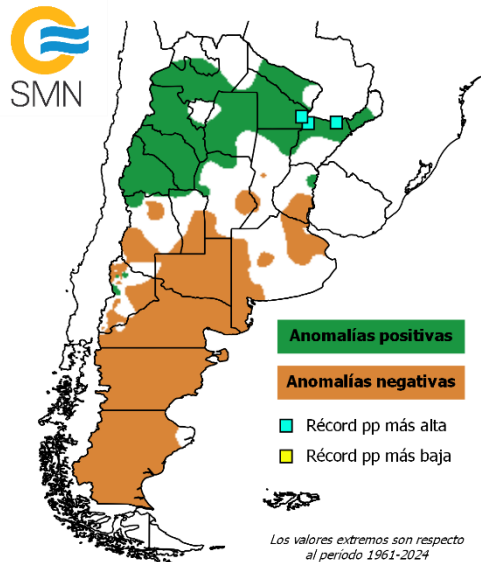 SMN
Anomalías positivas
Anomalías negativas
Récord pp más alta
Récord pp más baja
Los valores extremos son respecto
al período 1961-2024